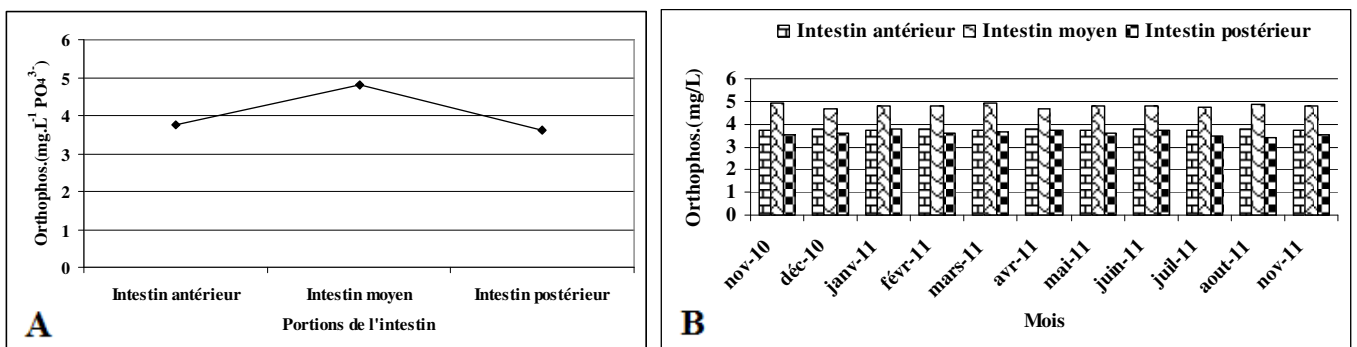 6
5
4
3
2
1
0
Orthophos.(mg.L-1 PO43-)
Intestin antérieur Intestin moyen Intestin postérieur
Portions de l'intestin
A
Intestin antérieur Intestin moyen Intestin postérieur
6
5
4
3
2
1
0
Orthophos.(mg/L)
nov-10 déc-10 janv-11 févr-11 mars-11 avr-11 mai-11 juin-11 juil-11 aout-11 nov-11
Mois
B